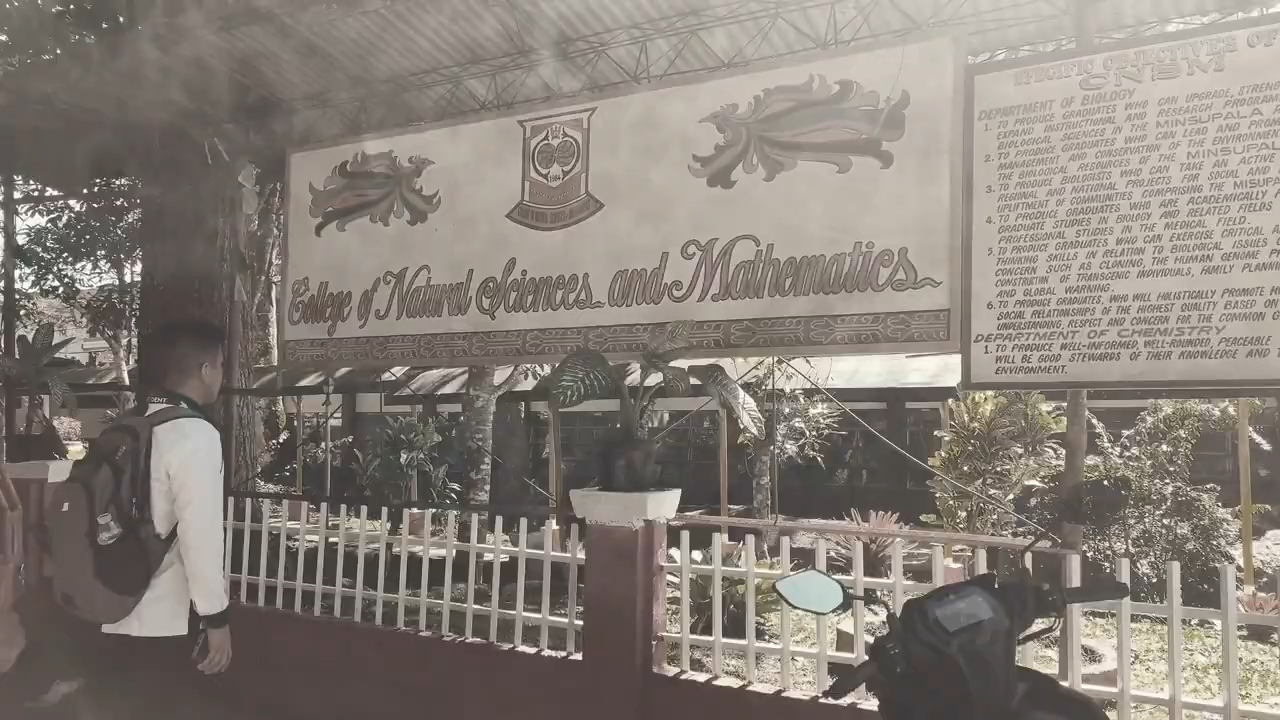 1984
College of Natural Sciences and Mathematics
SPECIFIC OBJECTIVES OF
CNSM
DEPARTMENT OF BIOLOGY
1. TO PRODUCE GRADUATES WHO CAN UPGRADE, STRENG
EXPAND INSTRUCTIONAL AND RESEARCH PROGRAM
BIOLOGICAL SCIENCES IN THE MINSUPALA
2. TO PRODUCE GRADUATES WHO CAN LEAD AND PROM
MANAGEMENT AND CONSERVATION OF THE ENVIRONMEN
THE BIOLOGICAL RESOURCES OF THE MINSUPAL
3. TO PRODUCE BIOLOGISTS WHO CAN TAKE AN ACTIVE
REGIONAL AND NATIONAL PROJECTS FOR SOCIAL AND
UPLIFTMENT OF COMMUNITIES COMPRISING THE MISUPA
4. TO PRODUCE GRADUATES WHO ARE ACADEMICALLY
GRADUATE STUDIES IN BIOLOGY AND RELATED FIELDS
PROFESSIONAL STUDIES IN THE MEDICAL FIELD.
5. TO PRODUCE GRADUATES WHO CAN EXERCISE CRITICAL A
THINKING SKILLS IN RELATION TO BIOLOGICAL ISSUES
CONCERN SUCH AS CLONING, THE HUMAN GENOME P
CONSTRUCTION OF TRANSGENIC INDIVIDUALS, FAMILY PLANNIN
AND GLOBAL WARNING.
6. TO PRODUCE GRADUATES, WHO WILL HOLISTICALLY PROMOTE H
SOCIAL RELATIONSHIPS OF THE HIGHEST QUALITY BASED ON
UNDERSTANDING, RESPECT AND CONCERN FOR THE COMMON G
DEPARTMENT OF CHEMISTRY
1. TO PRODUCE WELL-INFORMED, WELL-ROUNDED, PEACEABLE
WILL BE GOOD STEWARDS OF THEIR KNOWLEDGE AND T
ENVIRONMENT.
DENT